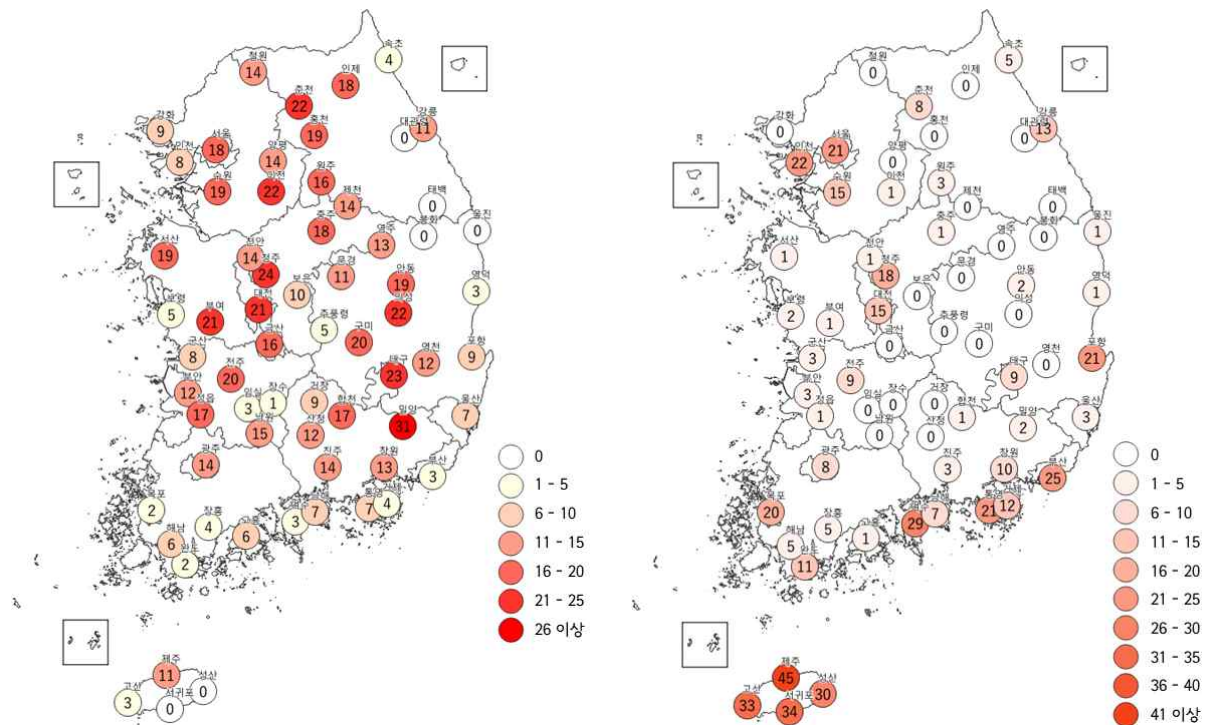 속초
4
철원
14
인제
18
춘천
22
강화
9
서울
18
홍천
19
강릉
11
대관령
0
인천
8
양평
14
수원
19
이천
22
원주
16
제천
14
태백
0
충주
18
봉화
0
울진
0
영주
13
서산
19
천안
14
청주
24
문경
11
보은
10
안동
19
영덕
3
대전
21
의성
22
보령
5
부여
21
추풍령
5
금산
16
구미
20
군산
8
포항
9
영천
12
전주
20
대구
23
부안
12
임실
3
장수
1
거창
9
정읍
17
합천
17
밀양
31
울산
7
남원
15
산청
12
광주
14
진주
14
창원
13
부산
3
목포
2
장흥
4
3
7
통영
7
거제
4
해남
6
고흥
6
완도
2
제주
11
성산
0
고산
3
서귀포
0
0
1 - 5
6 - 10
11 - 15
16 - 20
21 - 25
26 이상
속초
5
철원
0
인제
0
춘천
8
강화
0
서울
21
홍천
0
강릉
13
대관령
0
인천
22
양평
0
수원
15
이천
1
원주
3
제천
0
태백
0
충주
1
봉화
0
울진
1
영주
0
서산
1
천안
1
청주
18
문경
0
보은
0
안동
2
영덕
1
대전
15
의성
0
보령
2
부여
1
추풍령
0
금산
0
구미
0
군산
3
포항
21
영천
0
전주
9
대구
9
부안
3
임실
0
장수
0
거창
0
정읍
1
합천
1
밀양
2
울산
3
남원
0
산청
0
광주
8
진주
3
창원
10
부산
25
목포
20
장흥
5
29
7
통영
21
거제
12
해남
5
고흥
1
완도
11
제주
45
성산
30
고산
33
서귀포
34
0
1 - 5
6 - 10
11 - 15
16 - 20
21 - 25
26 - 30
31 - 35
36 - 40
41 이상